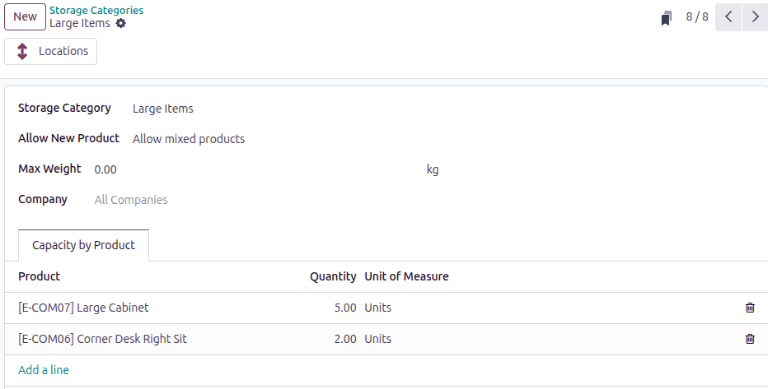 New
Storage Categories
Large Items
8 / 8
Locations
Storage Category Large Items
Allow New Product Allow mixed products
Max Weight 0.00 kg
Company All Companies
Capacity by Product
Product Quantity Unit of Measure
[E-COM07] Large Cabinet 5.00 Units
[E-COM06] Corner Desk Right Sit 2.00 Units
Add a line